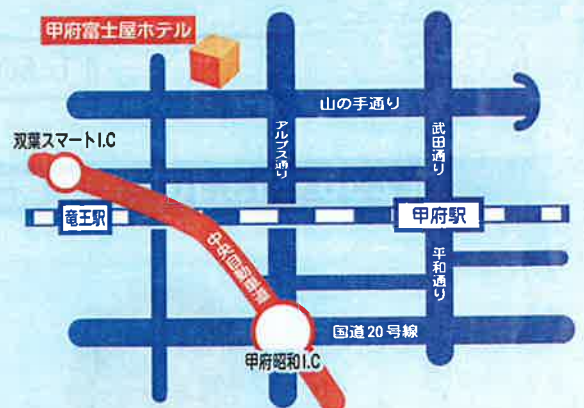 甲府富士屋ホテル
山の手通り
双葉スマートI.C
アルプス通り
武田通り
竜王駅
甲府駅
中央自動車道
平和通り
国道20号線
甲府昭和I.C